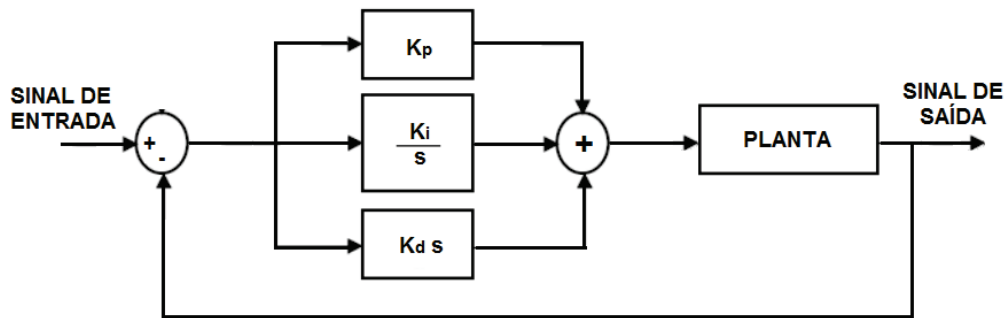 SINAL DE
ENTRADA
+
-
Kp
Ki
s
Kd s
+
PLANTA
SINAL DE
SAÍDA